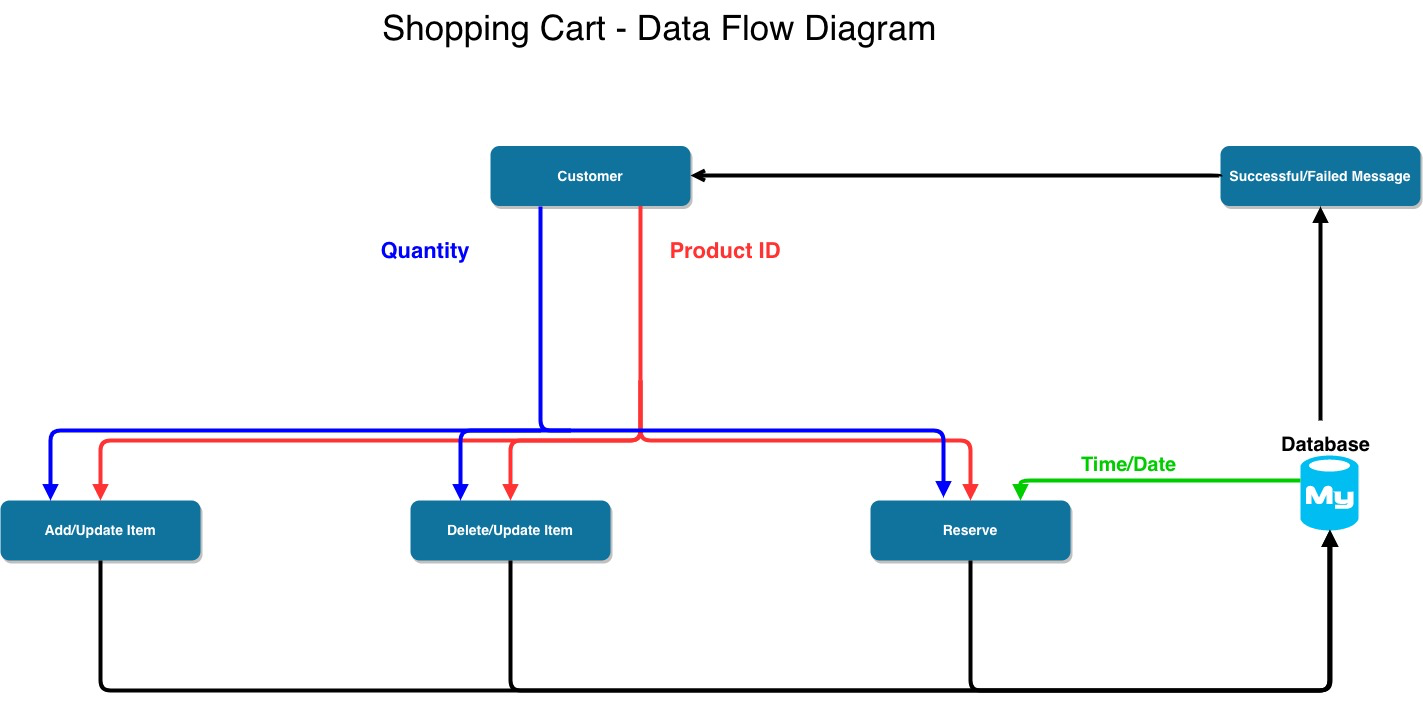 Shopping Cart - Data Flow Diagram
Customer
Successful/Failed Message
Quantity
Product ID
Database
Time/Date
My
Add/Update Item
Delete/Update Item
Reserve